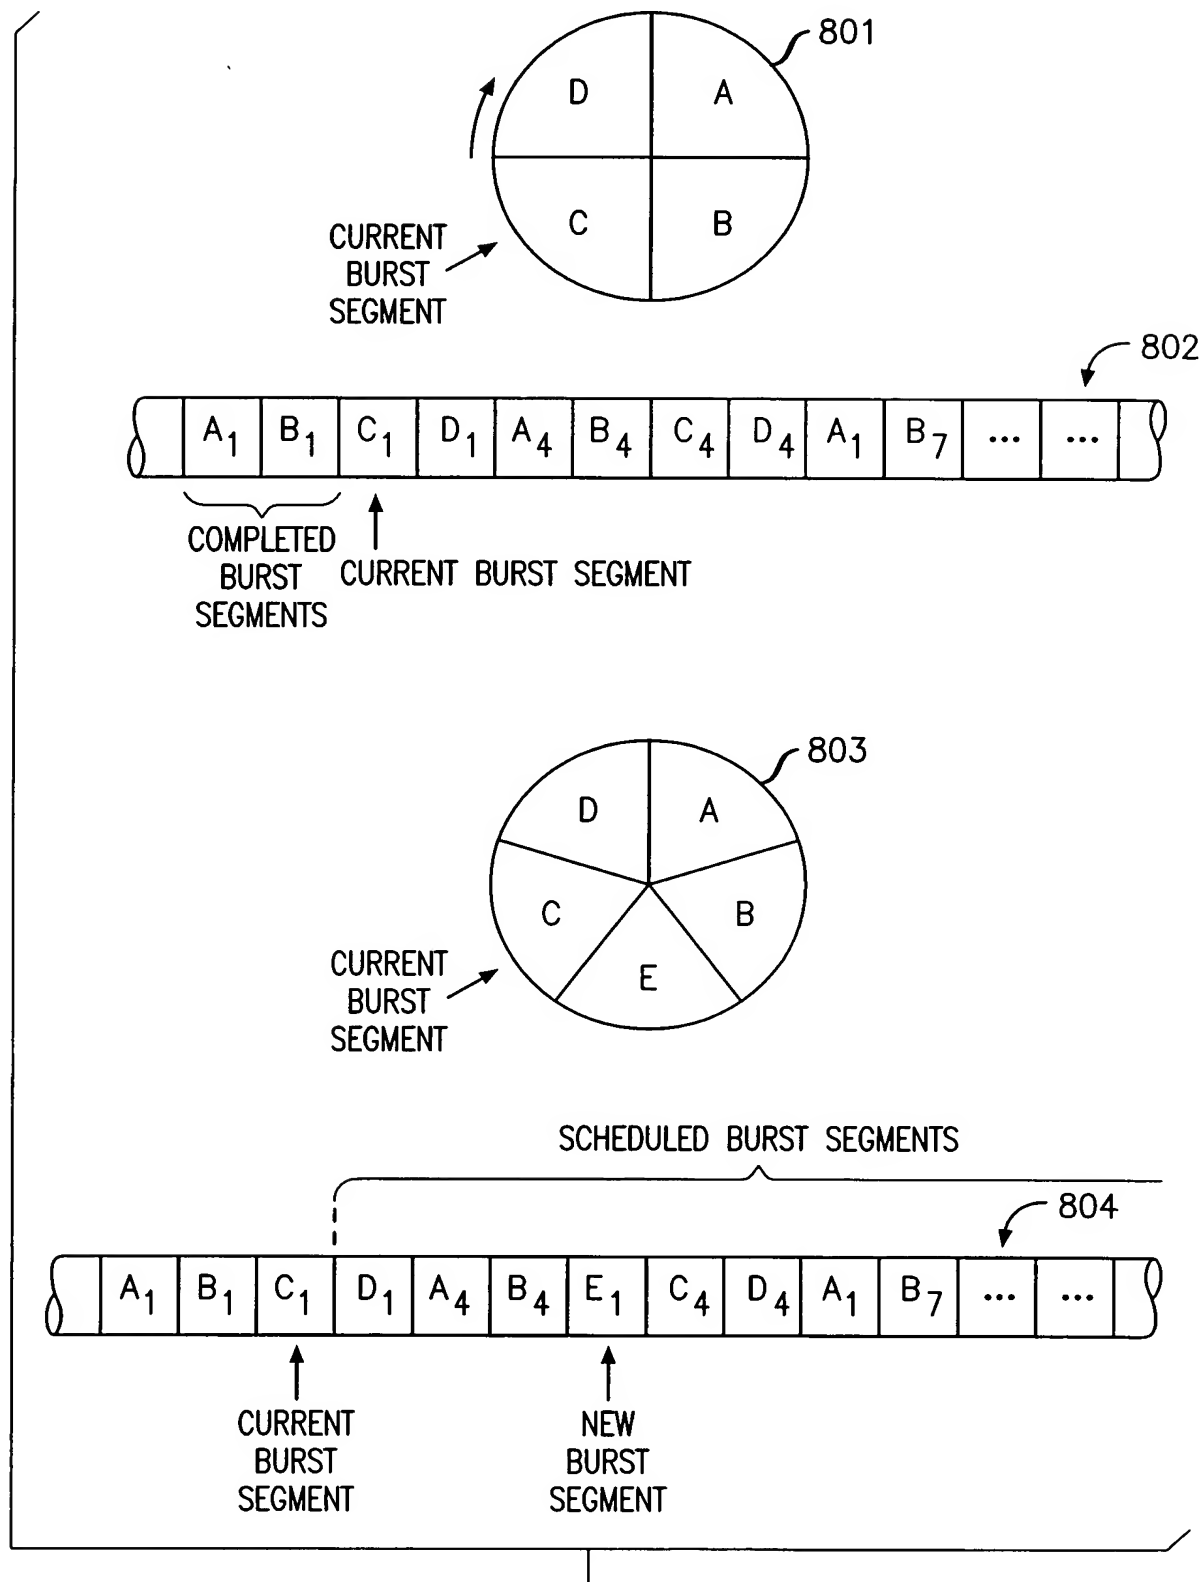 801
D A
C B
CURRENT
BURST
SEGMENT
802
A1 B1 C1 D1 A4 B4 C4 D4 A1 B7 ... ...
COMPLETED
BURST
SEGMENTS
CURRENT BURST SEGMENT
803
D A
C B
E
CURRENT
BURST
SEGMENT
SCHEDULED BURST SEGMENTS
804
A1 B1 C1 D1 A4 B4 E1 C4 D4 A1 B7 ... ...
CURRENT
BURST
SEGMENT
NEW
BURST
SEGMENT